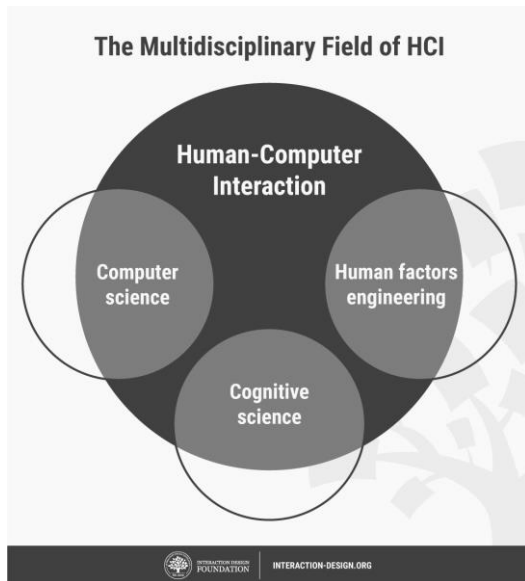 The Multidisciplinary Field of HCI
Human-Computer
Interaction
Computer
science
Human factors
engineering
Cognitive
science
INTERACTION DESIGN
FOUNDATION
INTERACTION-DESIGN.ORG